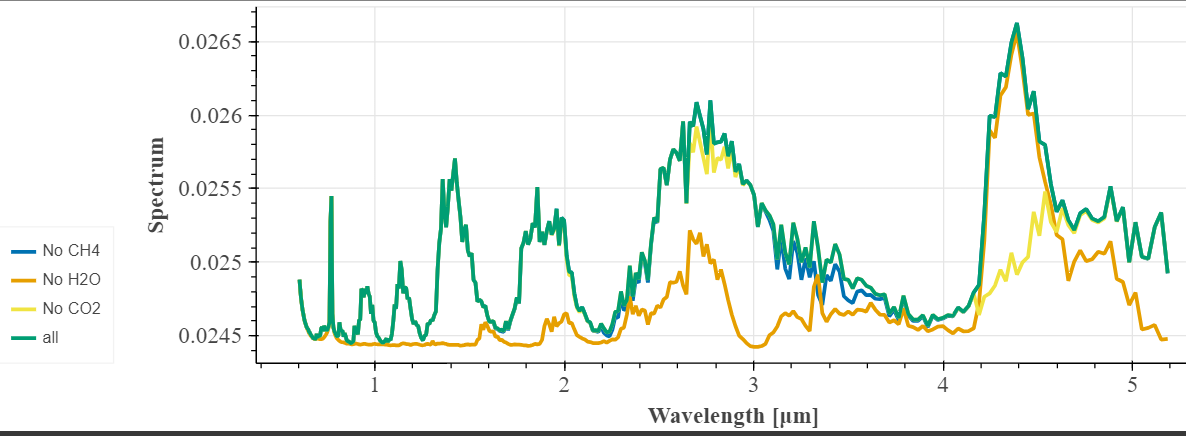 0.0265
0.026
0.0255
0.025
0.0245
Spectrum
1 2 3 4 5
Wavelength [μm]
No CH4
No H2O
No CO2
all